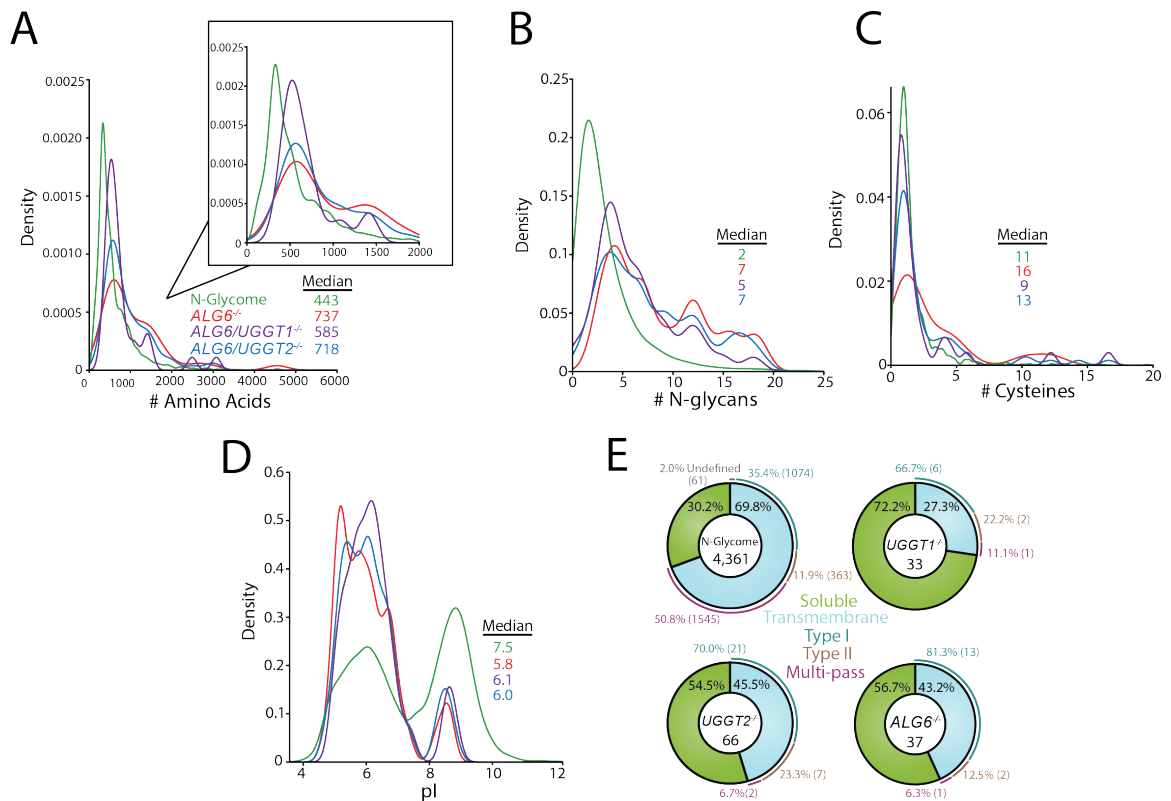 A
0.0025
0.0020
0.0015
0.0010
0.0005
0
Density
0 1000 2000 3000 4000 5000 6000
# Amino Acids
0.0025
0.002
0.0015
0.0010
0.0005
0
0 500 1000 1500 2000
Median
N-Glycome 443
ALG6-/- 737
ALG6/UGGT1-/- 585
ALG6/UGGT2-/- 718
B
0.25
0.2
0.15
0.1
0.05
0
Density
0 5 10 15 20 25
# N-glycans
Median
2
7
5
7
C
0.06
0.04
0.02
0
Density
0 5 10 15 20
# Cysteines
Median
11
16
9
13
D
0.6
0.5
0.4
0.3
0.2
0.1
0
Density
4 6 8 10 12
pI
Median
7.5
5.8
6.1
6.0
E
2.0% Undefined
(61)
35.4% (1074)
30.2% 69.8%
N-Glycome
4,361
11.9% (363)
50.8% (1545)
66.7% (6)
72.2% 27.3%
22.2% (2)
UGGT1-/-
33
11.1% (1)
Soluble
Transmembrane
Type I
Type II
Multi-pass
70.0% (21)
54.5% 45.5%
UGGT2-/-
66
23.3% (7)
6.7%(2)
81.3% (13)
56.7% 43.2%
ALG6-/-
37
12.5% (2)
6.3% (1)